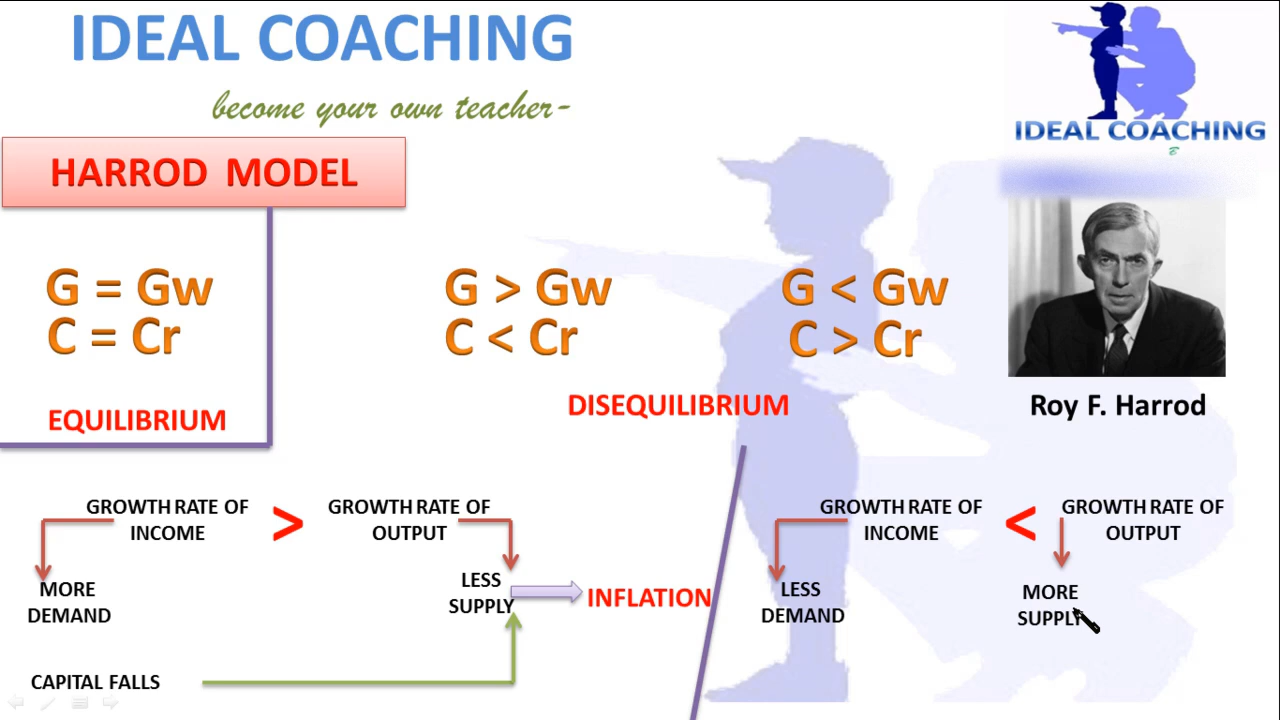 IDEAL COACHING
become your own teacher-
IDEAL COACHING
HARROD MODEL
G = Gw
C = Cr
EQUILIBRIUM
G > Gw
C < Cr
G < Gw
C > Cr
DISEQUILIBRIUM
Roy F. Harrod
GROWTH RATE OF
INCOME
>
GROWTH RATE OF
OUTPUT
MORE
DEMAND
LESS
SUPPLY
INFLATION
CAPITAL FALLS
GROWTH RATE OF
INCOME
<
GROWTH RATE OF
OUTPUT
LESS
DEMAND
MORE
SUPPLY